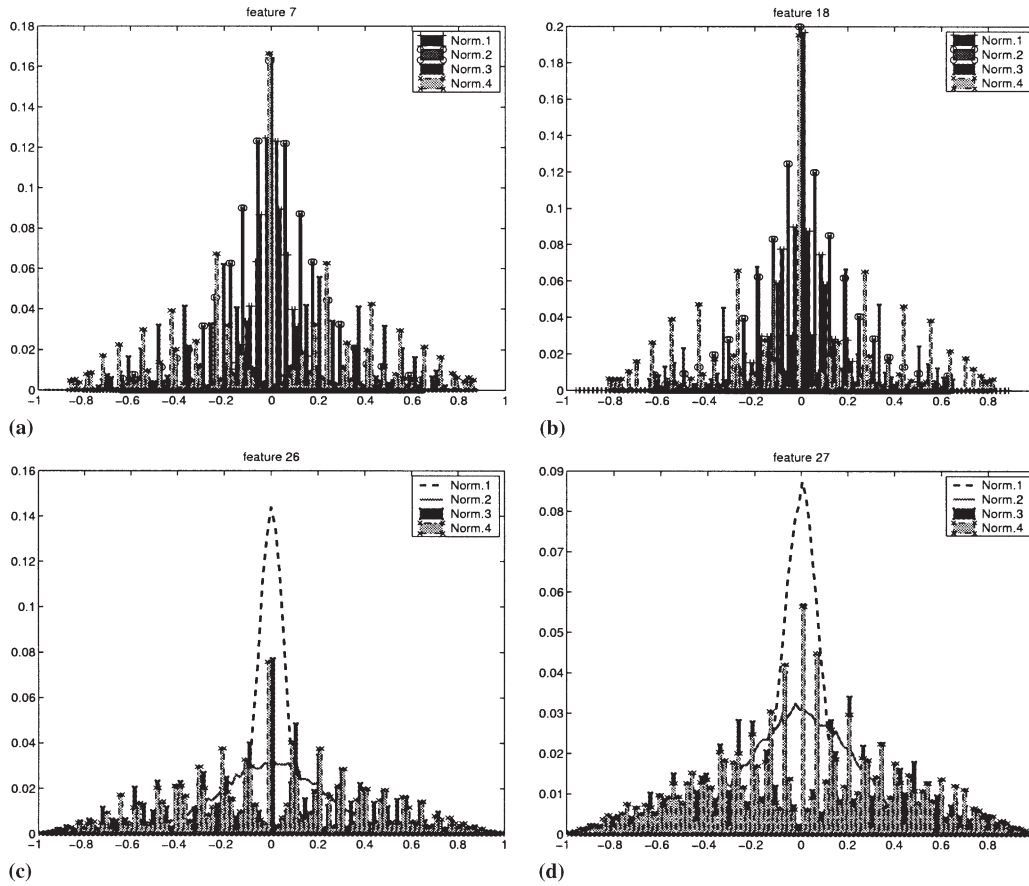 feature 7
0.18
0.16
0.14
0.12
0.1
0.08
0.06
0.04
0.02
0
−1 −0.8 −0.6 −0.4 −0.2 0 0.2 0.4 0.6 0.8 1
Norm.1
Norm.2
Norm.3
Norm.4
(a)
feature 18
0.2
0.18
0.16
0.14
0.12
0.1
0.08
0.06
0.04
0.02
0
−1 −0.8 −0.6 −0.4 −0.2 0 0.2 0.4 0.6 0.8
Norm.1
Norm.2
Norm.3
Norm.4
(b)
feature 26
0.16
0.14
0.12
0.1
0.08
0.06
0.04
0.02
0
−1 −0.8 −0.6 −0.4 −0.2 0 0.2 0.4 0.6 0.8 1
Norm.1
Norm.2
Norm.3
Norm.4
(c)
feature 27
0.09
0.08
0.07
0.06
0.05
0.04
0.03
0.02
0.01
0
−1 −0.8 −0.6 −0.4 −0.2 0 0.2 0.4 0.6 0.8
Norm.1
Norm.2
Norm.3
Norm.4
(d)